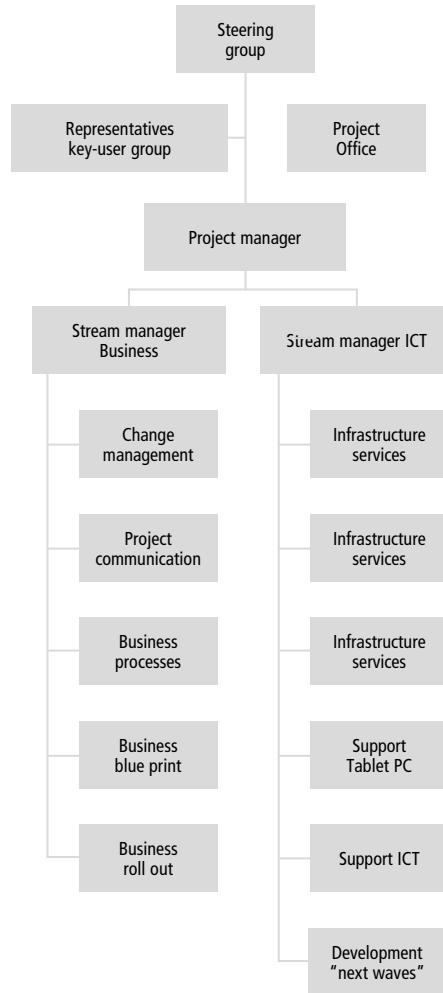 Steering
group
Representatives
key-user group
Project
Office
Project manager
Stream manager
Business
Stream manager ICT
Change
management
Infrastructure
services
Project
communication
Infrastructure
services
Business
processes
Infrastructure
services
Business
blue print
Support
Tablet PC
Business
roll out
Support ICT
Development
“next waves”